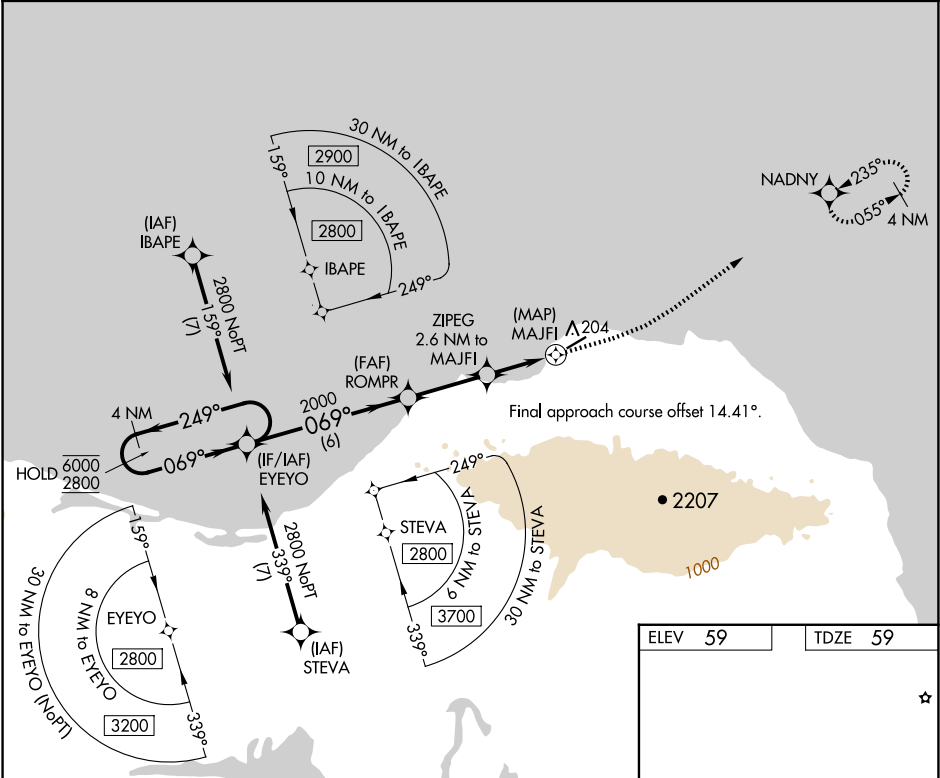 30 NM to IBAPE
159°
2900
10 NM to IBAPE
2800
IBAPE
249°
NADNY
235°
055°
4 NM
(IAF)
IBAPE
2800 NoPT
159°
(7)
ZIPEG
2.6 NM to
MAJFI
(MAP)
MAJFI
204
(FAF)
ROMPR
4 NM
249°
069°
HOLD
6000
2800
2000
069°
(6)
(IF/IAF)
EYEYO
Final approach course offset 14.41°.
2207
1000
249°
STEVA
2800
6 NM to STEVA
3700
30 NM to STEVA
339°
2800 NoPT
339°
(7)
(IAF)
STEVA
159°
30 NM to EYEYO (NoPT)
8 NM to EYEYO
EYEYO
2800
3200
339°
ELEV 59
TDZE 59